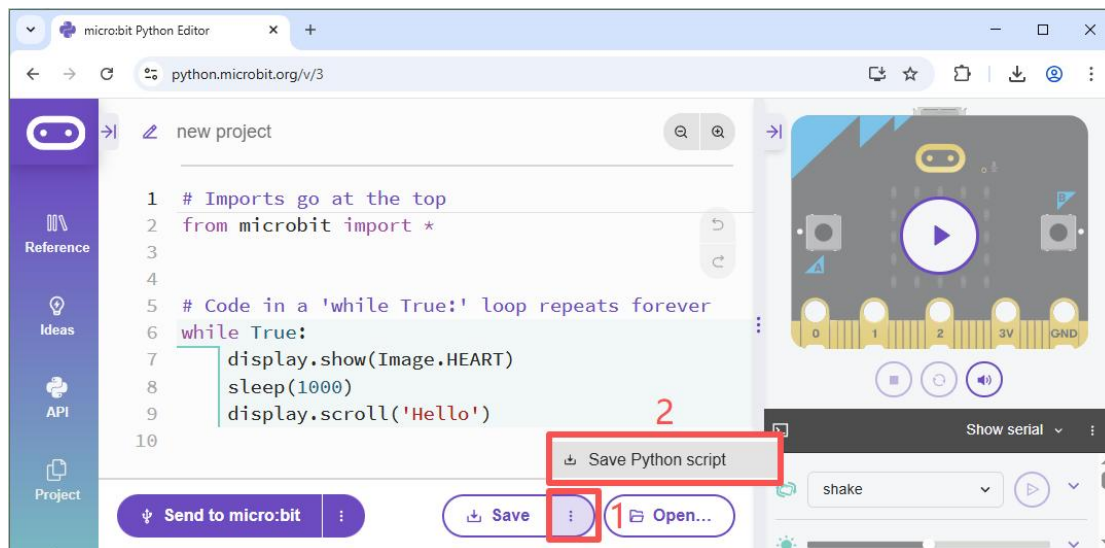 micro:bit Python Editor
python.microbit.org/v/3
new project
1 # Imports go at the top
2 from microbit import *
3
4
5 # Code in a 'while True:' loop repeats forever
6 while True:
7 display.show(Image.HEART)
8 sleep(1000)
9 display.scroll('Hello')
10
Reference
Ideas
API
Project
2
Save Python script
Send to micro:bit
Save
1
Open...
B
A
0 1 2 3V GND
Show serial
shake